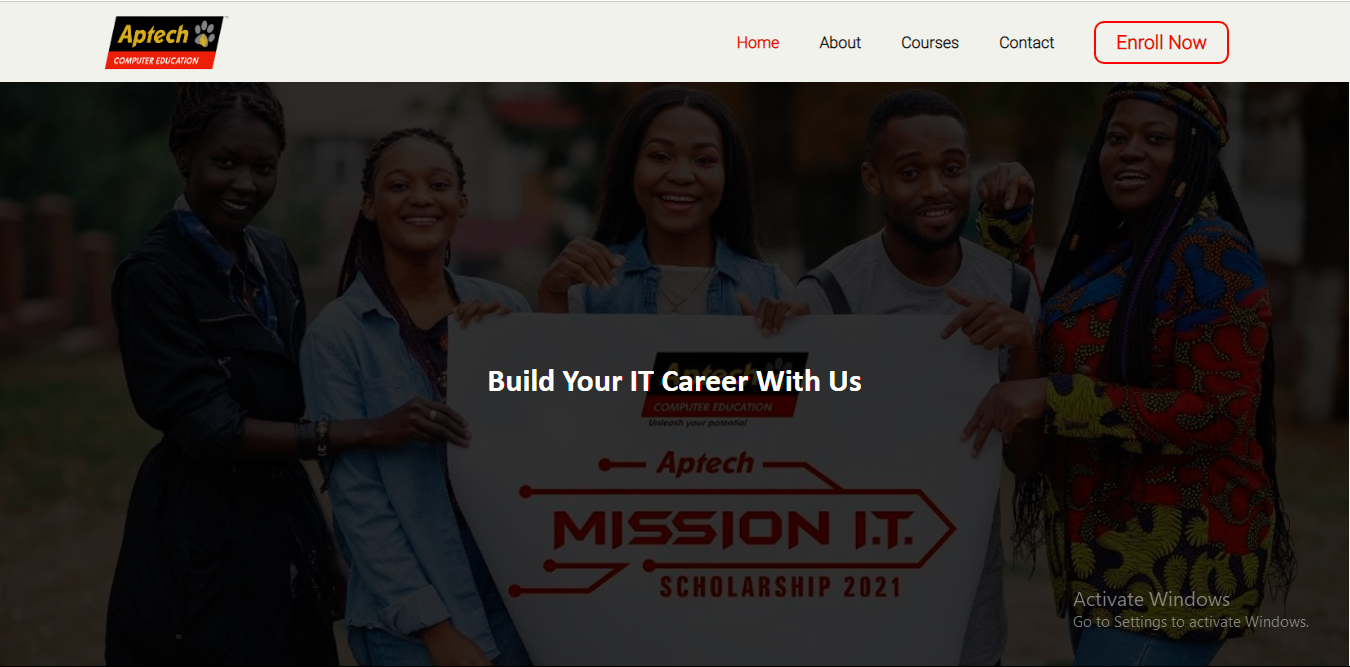 Aptech
COMPUTER EDUCATION
Home
About
Courses
Contact
Enroll Now
Build Your IT Career With Us
COMPUTER EDUCATION
Unleash your potential
Aptech
MISSION I.T.
SCHOLARSHIP 2021
Activate Windows
Go to Settings to activate Windows.